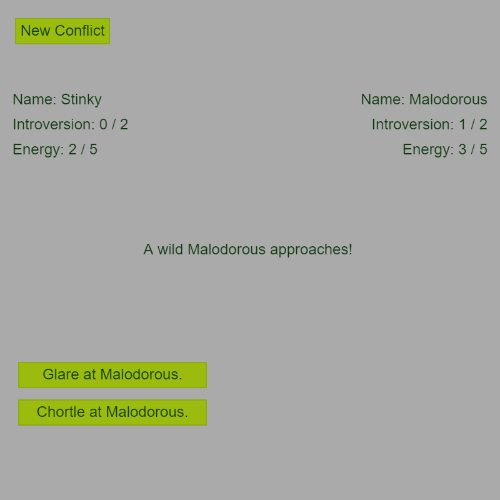 New Conflict
Name: Stinky
Name: Malodorous
Introversion: 0 / 2
Introversion: 1 / 2
Energy: 2 / 5
Energy: 3 / 5
A wild Malodorous approaches!
Glare at Malodorous.
Chortle at Malodorous.